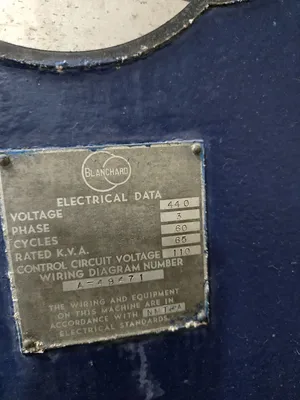 BLANCHARD
ELECTRICAL DATA
VOLTAGE 440
PHASE 3
CYCLES 60
RATED K.V.A. 65
CONTROL CIRCUIT VOLTAGE 110
WIRING DIAGRAM NUMBER
THE WIRING AND EQUIPMENT
ON THIS MACHINE ARE IN
ACCORDANCE WITH
ELECTRICAL STANDARDS